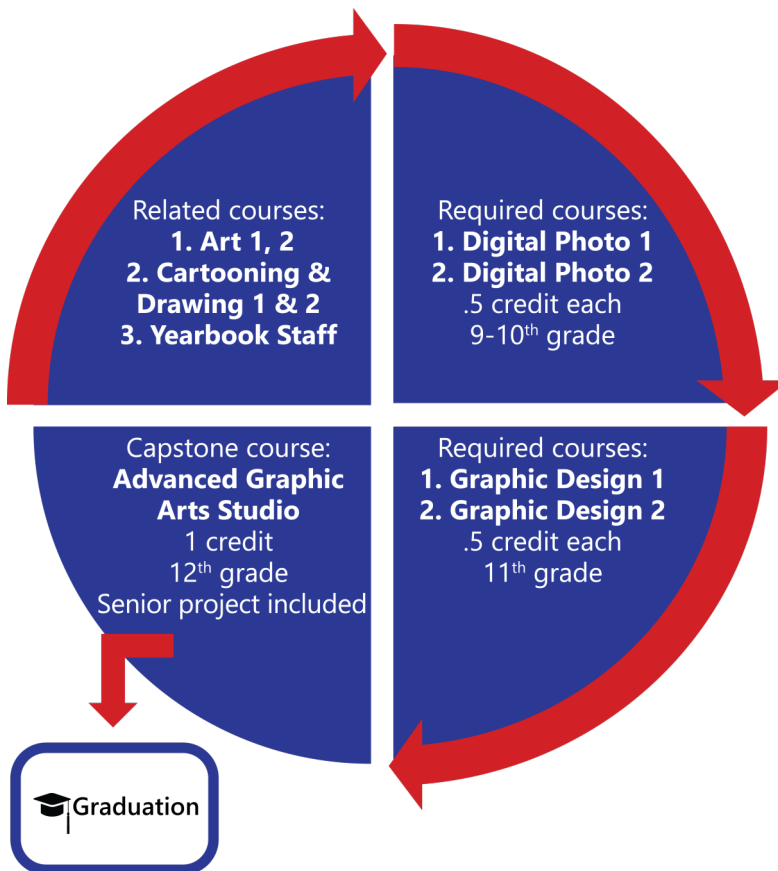 Related courses:
1. Art 1, 2
2. Cartooning &
Drawing 1 & 2
3. Yearbook Staff
Required courses:
1. Digital Photo 1
2. Digital Photo 2
.5 credit each
9-10th grade
Capstone course:
Advanced Graphic
Arts Studio
1 credit
12th grade
Senior project included
Required courses:
1. Graphic Design 1
2. Graphic Design 2
.5 credit each
11th grade
Graduation